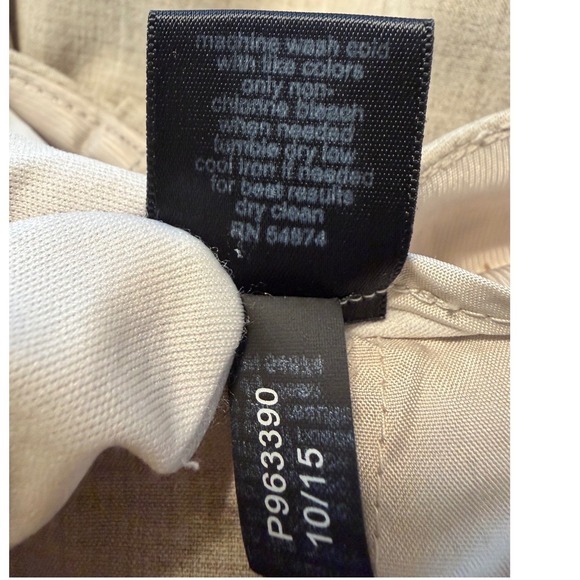 machine wash cold
with like colors
only non-
chlorine bleach
when needed
tumble dry low
cool iron if needed
for best results
dry clean
RN 54874
P963390
10/15